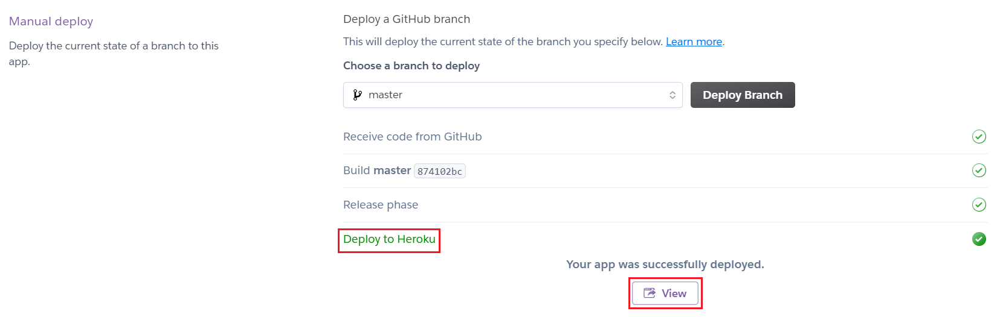 Manual deploy
Deploy the current state of a branch to this
app.
Deploy a GitHub branch
This will deploy the current state of the branch you specify below. Learn more.
Choose a branch to deploy
master
Deploy Branch
Receive code from GitHub
Build master 874102bc
Release phase
Deploy to Heroku
Your app was successfully deployed.
View